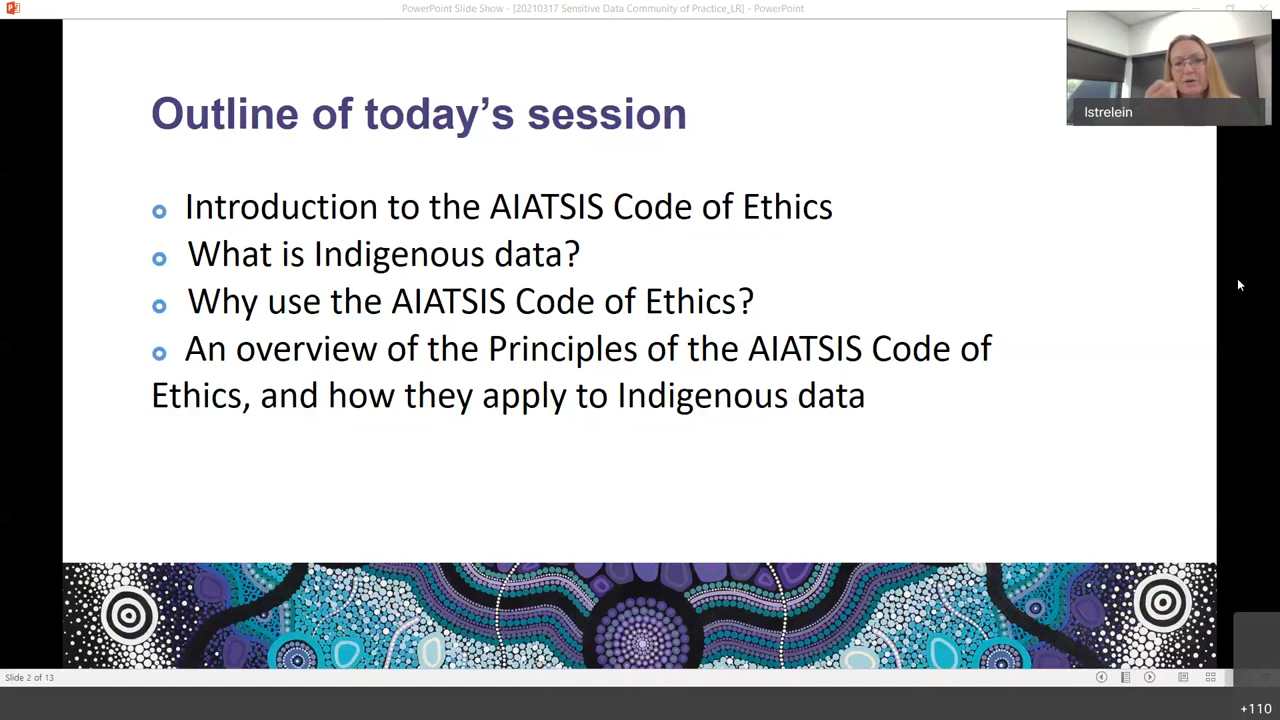 PowerPoint Slide Show - [20210317 Sensitive Data Community of Practice_LR] - PowerPoint
lstrelein
Outline of today's session
Introduction to the AIATSIS Code of Ethics
What is Indigenous data?
Why use the AIATSIS Code of Ethics?
An overview of the Principles of the AIATSIS Code of
Ethics, and how they apply to Indigenous data
Slide 2 of 13
+110